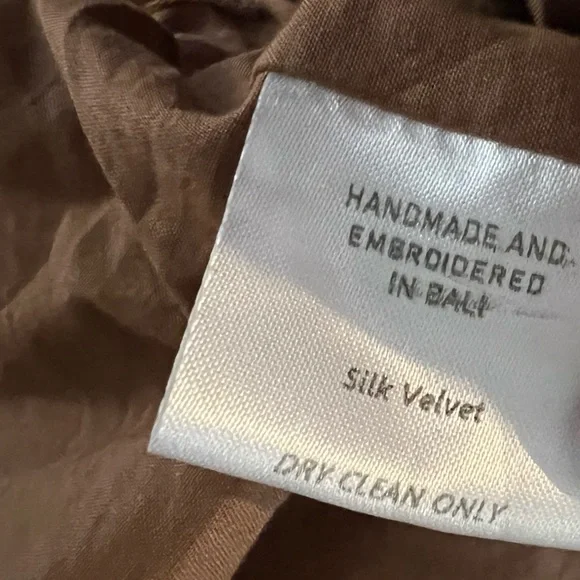 HANDMADE AND
EMBROIDERED
IN BALI
Silk Velvet
DRY CLEAN ONLY